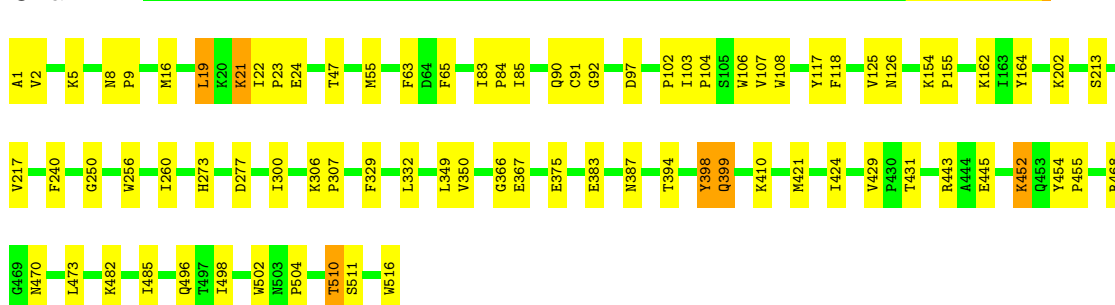 A1 V2 K5 N8 P9 M16 L19 K20 K21 I22 P23 E24 T47 M55 F63 D64 F65 I83 P84 I85 Q90 C91 G92 D97 P102 I103 P104 S105 W106 V107 W108 Y117 F118 V125 N126 K154 P155 K162 I163 Y164 K202 S213
V217 F240 G250 W256 I260 H273 D277 I300 K306 P307 F329 L332 L349 V350 G366 E367 E375 E383 N387 T394 Y398 Q399 K410 M421 I424 V429 P430 T431 R443 A444 E445 K452 Q453 Y454 P455
G469 N470 L473 K482 I485 Q496 T497 I498 W502 N503 P504 T510 S511 W516